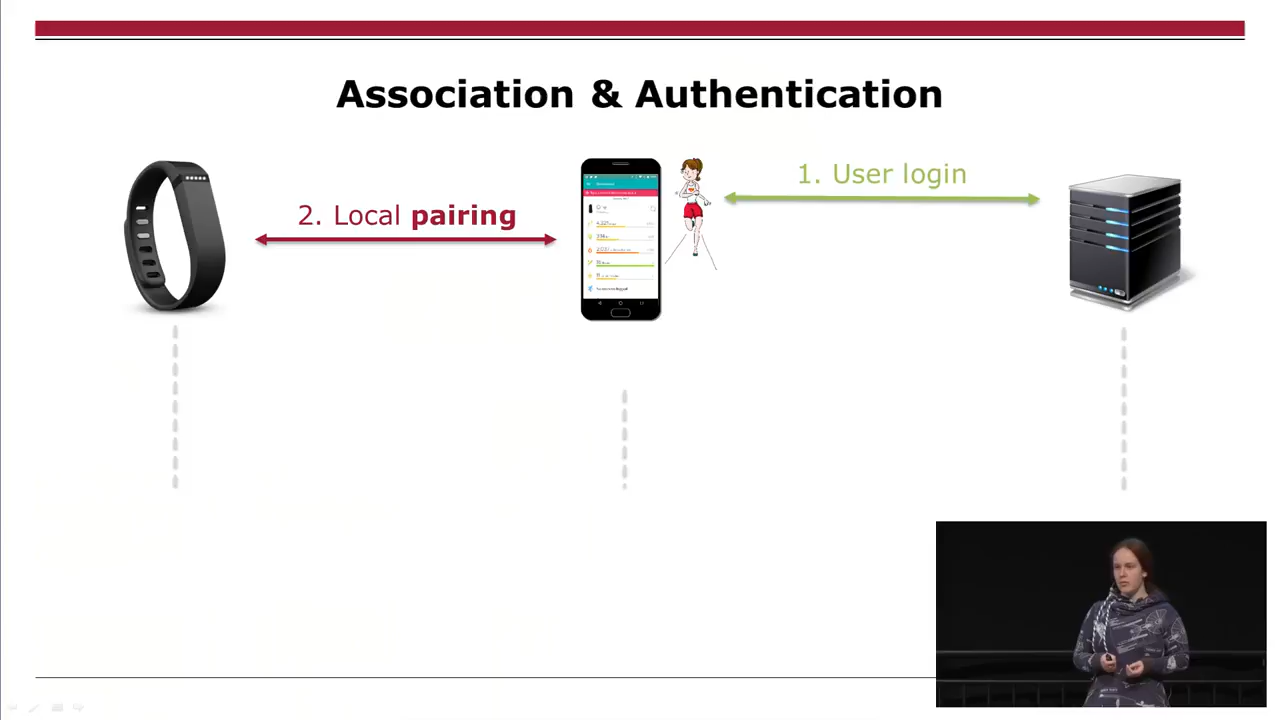 Association & Authentication
1. User login
2. Local pairing